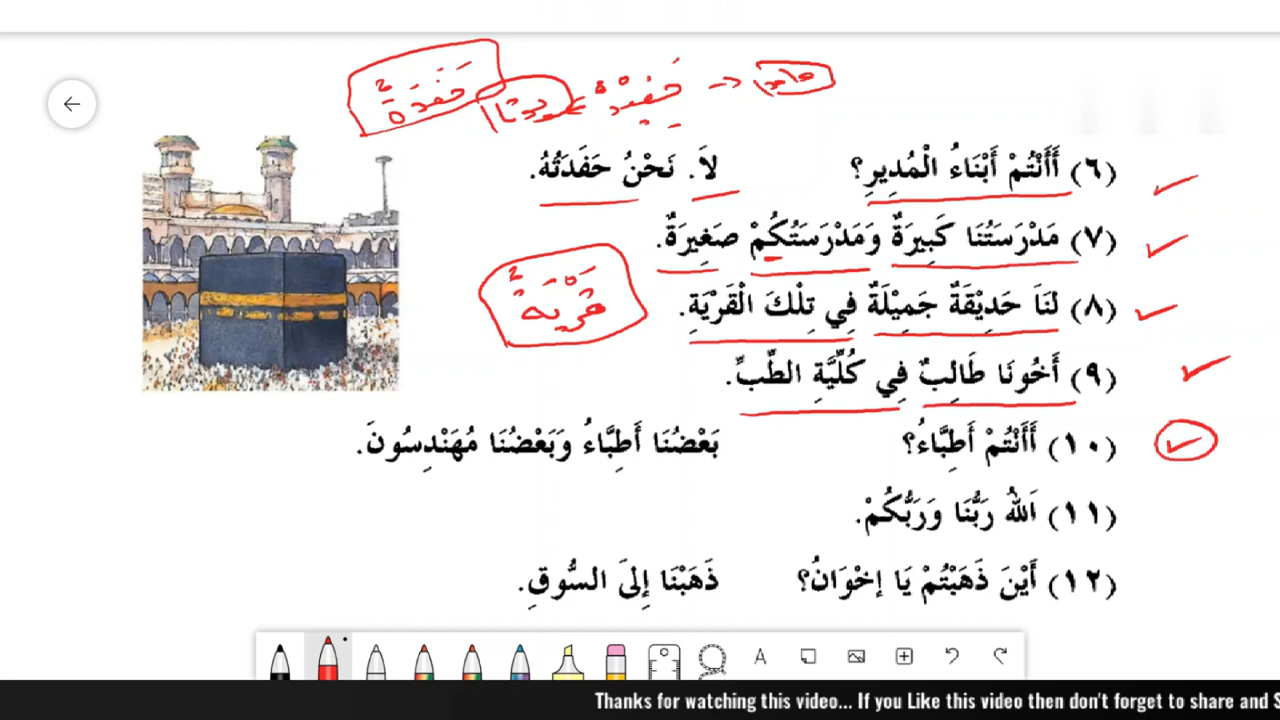 حَفَدَةٌ
(٦) أَأَنْتُمْ أَبْنَاءُ الْمُدِيرِ؟ لاَ. نَحْنُ حَفَدَتُهُ.
(٧) مَدْرَسَتُنَا كَبِيرَةٌ وَمَدْرَسَتُكُمْ صَغِيرَةٌ.
(٨) لَنَا حَدِيْقَةٌ جَمِيْلَةٌ فِي تِلْكَ الْقَرْيَةِ.
قَرْيَةٌ
(٩) أَخُونَا طَالِبٌ فِي كُلِّيَّةِ الطِّبِّ.
(١٠) أَأَنْتُمْ أَطِبَّاءُ؟ بَعْضُنَا أَطِبَّاءُ وَبَعْضُنَا مُهَنْدِسُونَ.
(١١) اَللهُ رَبُّنَا وَرَبُّكُمْ.
(١٢) أَيْنَ ذَهَبْتُمْ يَا إِخْوَانُ؟ ذَهَبْنَا إِلىَ السُّوقِ.
A
Thanks for watching this video... If you Like this video then don't forget to share and S